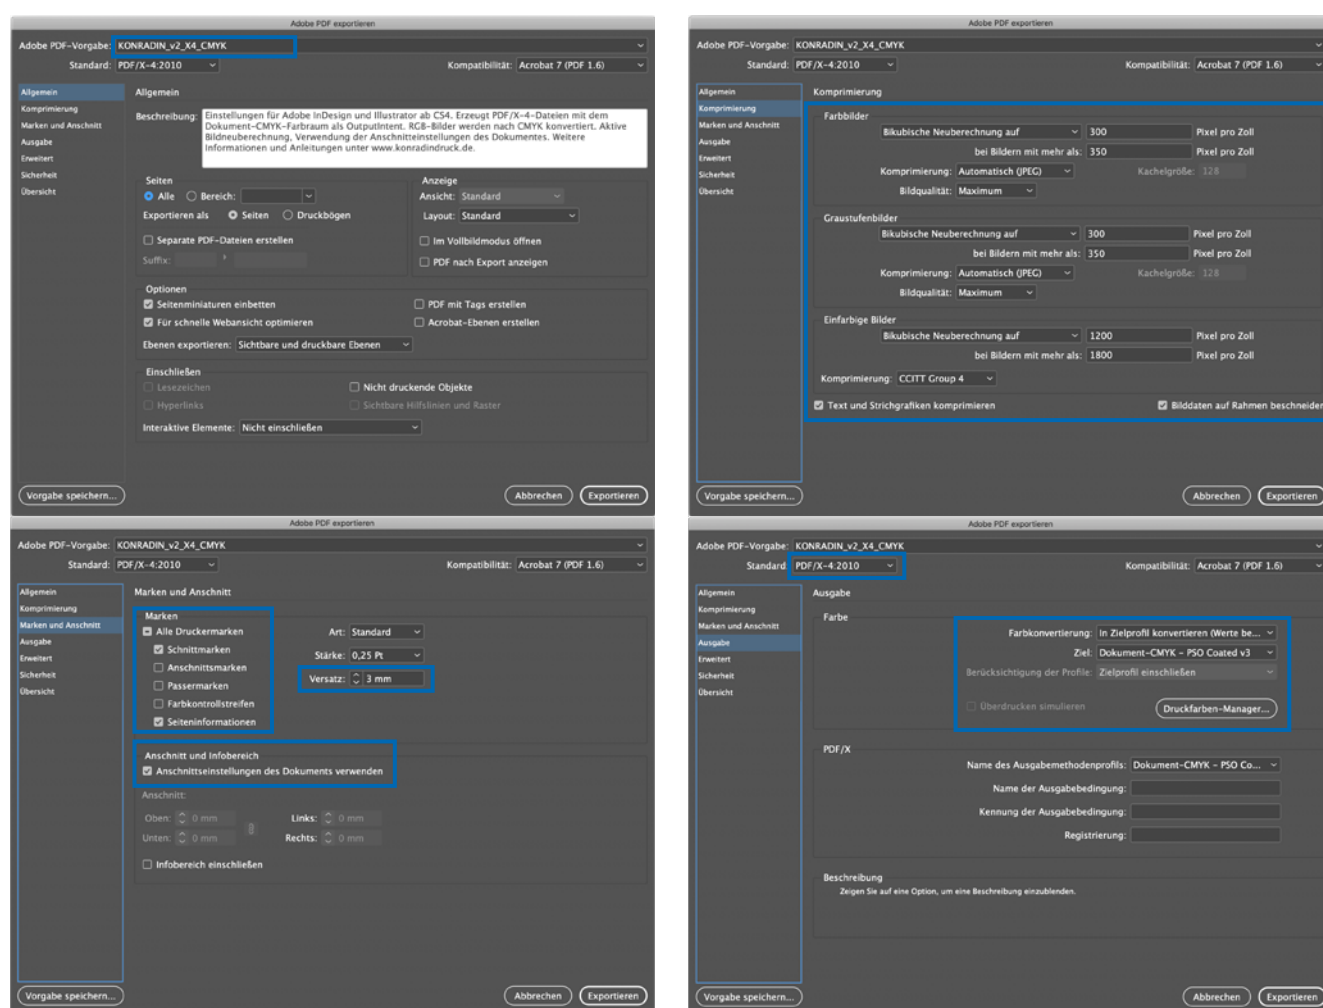 Adobe PDF exportieren
Adobe PDF-Vorgabe: KONRADIN_v2_X4_CMYK
Standard: PDF/X-4:2010 Kompatibilität: Acrobat 7 (PDF 1.6)
Allgemein
Komprimierung
Marken und Anschnitt
Ausgabe
Erweitert
Sicherheit
Übersicht
Allgemein
Beschreibung: Einstellungen für Adobe InDesign und Illustrator ab CS4. Erzeugt PDF/X-4-Dateien mit dem
Dokument-CMYK-Farbraum als OutputIntent. RGB-Bilder werden nach CMYK konvertiert. Aktive
Bildneuberechnung, Verwendung der Anschnitteinstellungen des Dokumentes. Weitere
Informationen und Anleitungen unter www.konradindruck.de.
Seiten
Alle Bereich:
Exportieren als Seiten Druckbögen
Separate PDF-Dateien erstellen
Suffix:
Anzeige
Ansicht: Standard
Layout: Standard
Im Vollbildmodus öffnen
PDF nach Export anzeigen
Optionen
Seitenminiaturen einbetten PDF mit Tags erstellen
Für schnelle Webansicht optimieren Acrobat-Ebenen erstellen
Ebenen exportieren: Sichtbare und druckbare Ebenen
Einschließen
Lesezeichen Nicht druckende Objekte
Hyperlinks Sichtbare Hilfslinien und Raster
Interaktive Elemente: Nicht einschließen
Vorgabe speichern... Abbrechen Exportieren
Adobe PDF exportieren
Adobe PDF-Vorgabe: KONRADIN_v2_X4_CMYK
Standard: PDF/X-4:2010 Kompatibilität: Acrobat 7 (PDF 1.6)
Allgemein
Komprimierung
Marken und Anschnitt
Ausgabe
Erweitert
Sicherheit
Übersicht
Komprimierung
Farbbilder
Bikubische Neuberechnung auf 300 Pixel pro Zoll
bei Bildern mit mehr als: 350 Pixel pro Zoll
Komprimierung: Automatisch (JPEG) Kachelgröße: 128
Bildqualität: Maximum
Graustufenbilder
Bikubische Neuberechnung auf 300 Pixel pro Zoll
bei Bildern mit mehr als: 350 Pixel pro Zoll
Komprimierung: Automatisch (JPEG) Kachelgröße: 128
Bildqualität: Maximum
Einfarbige Bilder
Bikubische Neuberechnung auf 1200 Pixel pro Zoll
bei Bildern mit mehr als: 1800 Pixel pro Zoll
Komprimierung: CCITT Group 4
Text und Strichgrafiken komprimieren Bilddaten auf Rahmen beschneiden
Vorgabe speichern... Abbrechen Exportieren
Adobe PDF exportieren
Adobe PDF-Vorgabe: KONRADIN_v2_X4_CMYK
Standard: PDF/X-4:2010 Kompatibilität: Acrobat 7 (PDF 1.6)
Allgemein
Komprimierung
Marken und Anschnitt
Ausgabe
Erweitert
Sicherheit
Übersicht
Marken und Anschnitt
Marken
Alle Druckermarken
Schnittmarken
Anschnittsmarken
Passermarken
Farbkontrollstreifen
Seiteninformationen
Art: Standard
Stärke: 0,25 Pt
Versatz: 3 mm
Anschnitt und Infobereich
Anschnittseinstellungen des Dokuments verwenden
Anschnitt:
Oben: 0 mm Links: 0 mm
Unten: 0 mm Rechts: 0 mm
Infobereich einschließen
Vorgabe speichern... Abbrechen Exportieren
Adobe PDF exportieren
Adobe PDF-Vorgabe: KONRADIN_v2_X4_CMYK
Standard: PDF/X-4:2010 Kompatibilität: Acrobat 7 (PDF 1.6)
Allgemein
Komprimierung
Marken und Anschnitt
Ausgabe
Erweitert
Sicherheit
Übersicht
Ausgabe
Farbe
Farbkonvertierung: In Zielprofil konvertieren (Werte be...
Ziel: Dokument-CMYK - PSO Coated v3
Berücksichtigung der Profile: Zielprofil einschließen
Überdrucken simulieren Druckfarben-Manager...
PDF/X
Name des Ausgabemethodenprofils: Dokument-CMYK - PSO Co...
Name der Ausgabebedingung:
Kennung der Ausgabebedingung:
Registrierung:
Beschreibung
Zeigen Sie auf eine Option, um eine Beschreibung einzublenden.
Vorgabe speichern... Abbrechen Exportieren